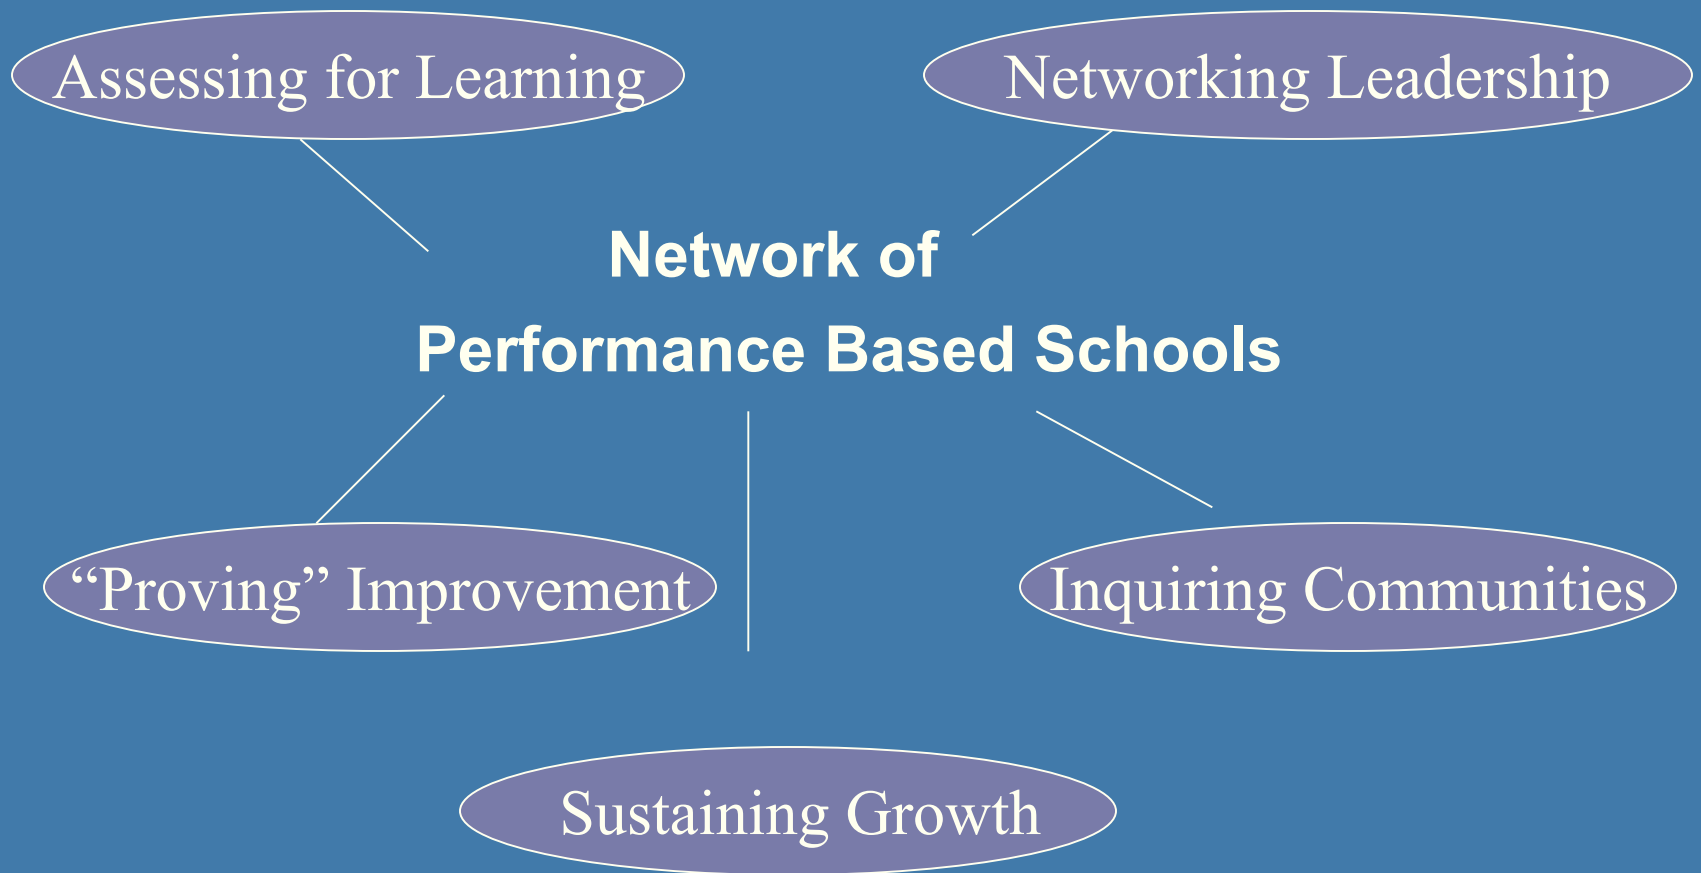 Assessing for Learning
Networking Leadership
Network of
Performance Based Schools
“Proving” Improvement
Inquiring Communities
Sustaining Growth